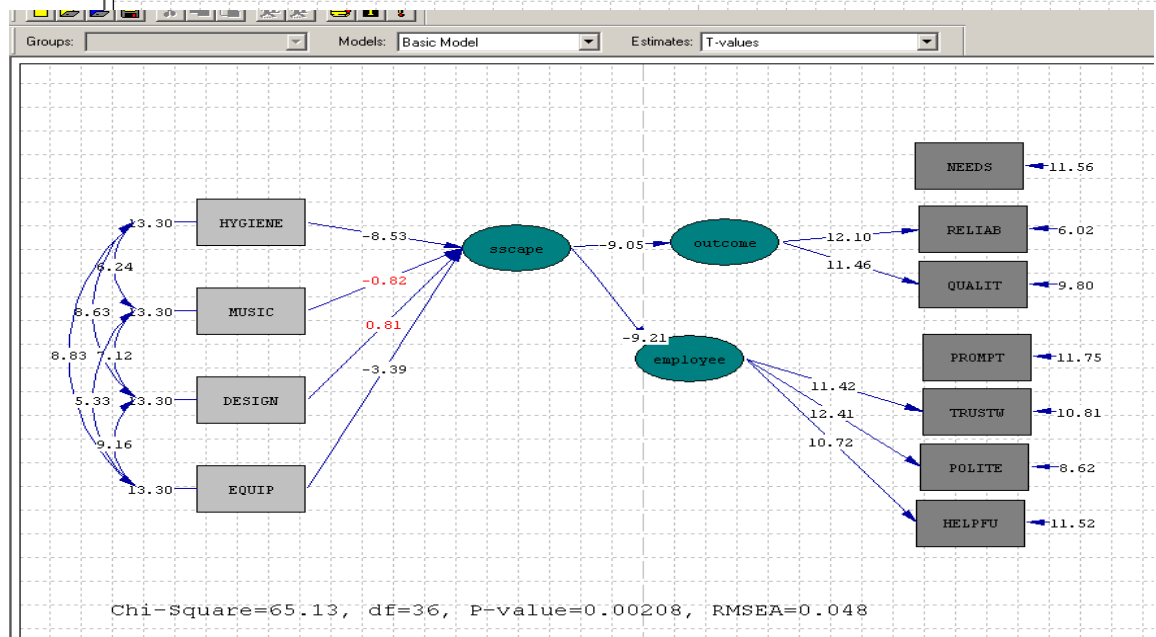 Groups: Models: Basic Model Estimates: T-values
NEEDS 11.56
HYGIENE 13.30 -8.53
RELIAB 6.02
12.10
sscape -9.05 outcome
6.24
11.46
-0.82
QUALIT 9.80
8.63 13.30 MUSIC
0.81
-9.21
8.83 7.12
employee
PROMPT 11.75
-3.39
11.42
5.33 13.30 DESIGN
12.41
TRUSTW 10.81
10.72
9.16
POLITE 8.62
13.30 EQUIP
HELPFU 11.52
Chi-Square=65.13, df=36, P-value=0.00208, RMSEA=0.048